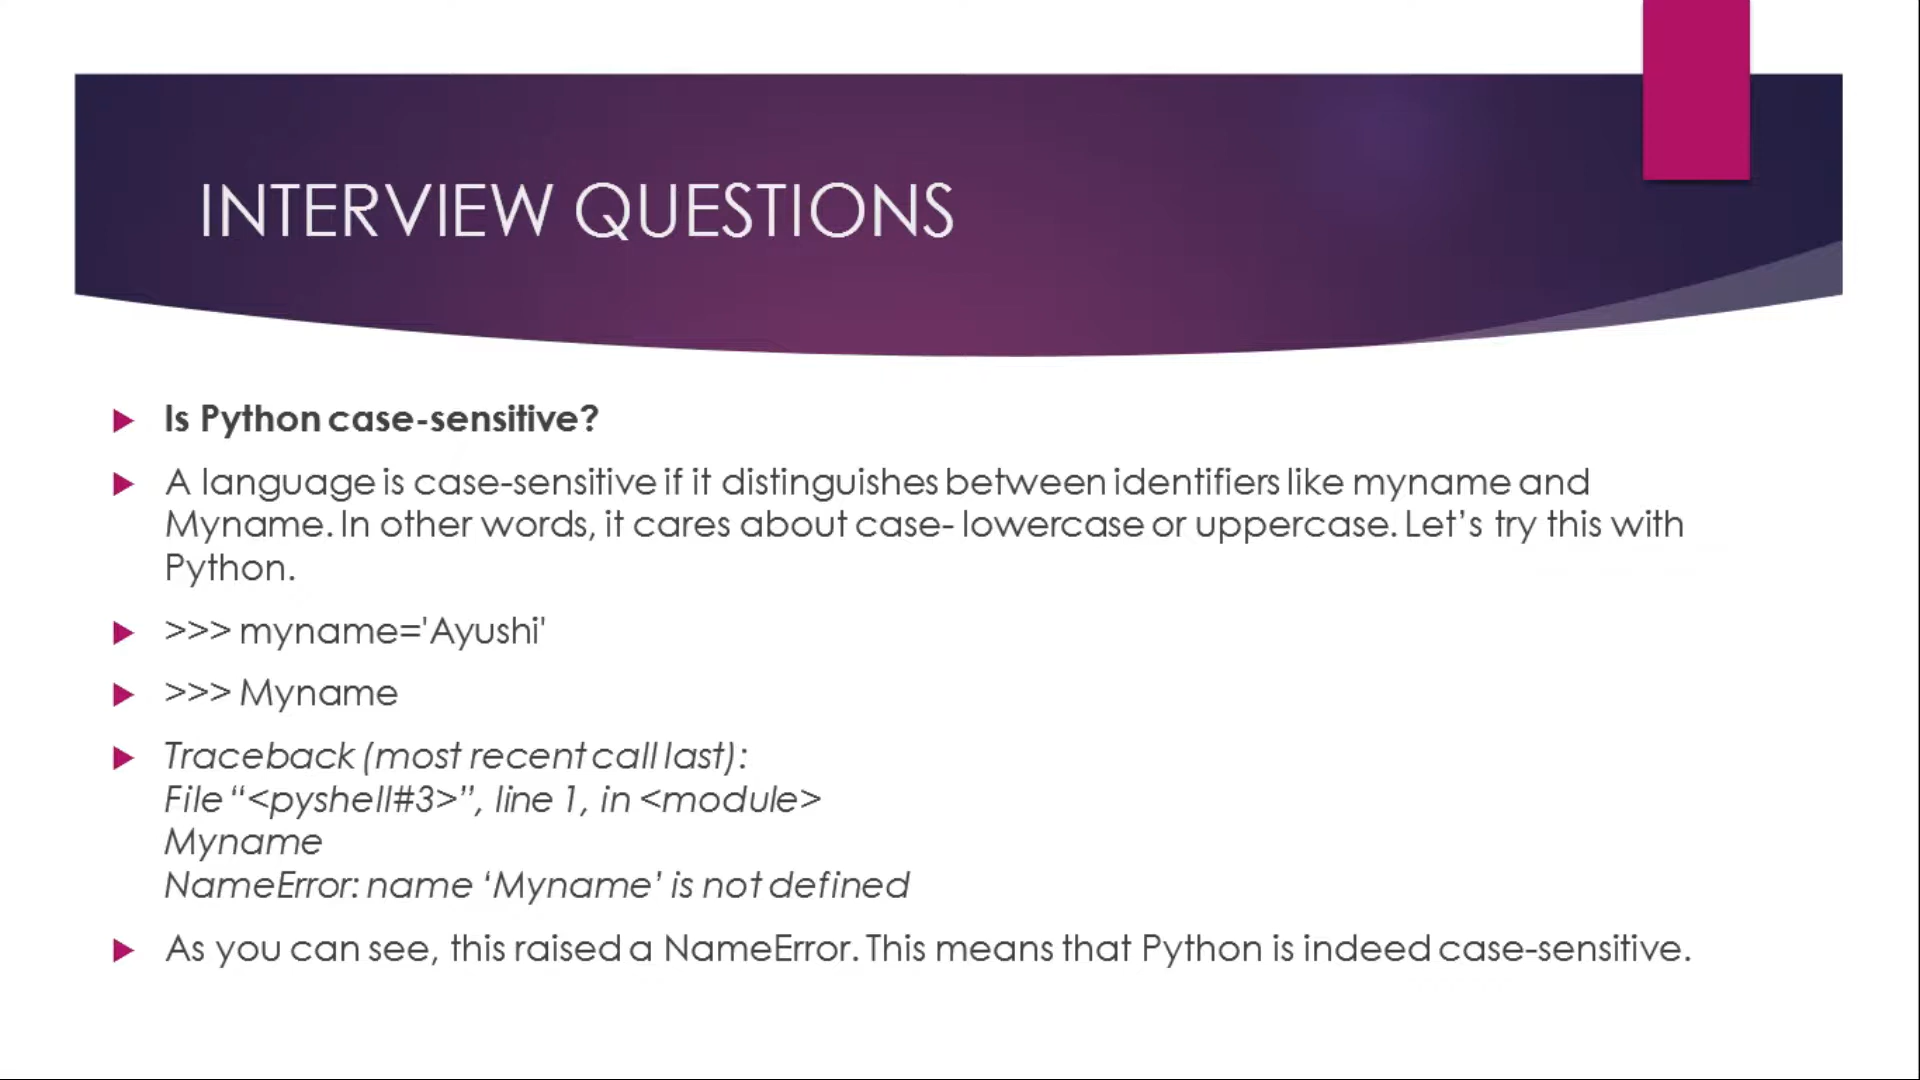 INTERVIEW QUESTIONS
Is Python case-sensitive?
A language is case-sensitive if it distinguishes between identifiers like myname and
Myname. In other words, it cares about case- lowercase or uppercase. Let’s try this with
Python.
>>> myname='Ayushi'
>>> Myname
Traceback (most recent call last):
File “<pyshell#3>”, line 1, in <module>
Myname
NameError: name ‘Myname’ is not defined
As you can see, this raised a NameError. This means that Python is indeed case-sensitive.